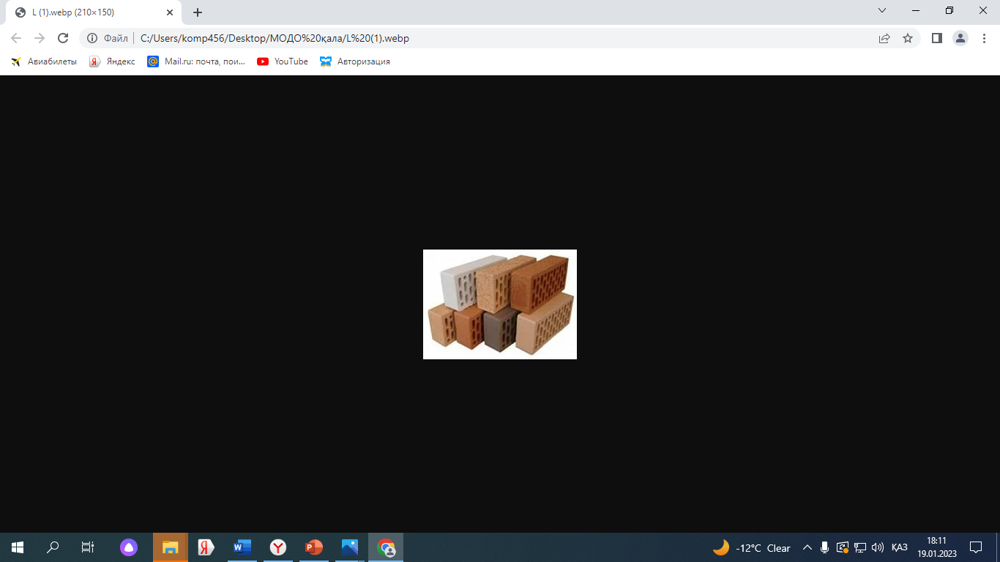 L (1).webp (210×150)
Файл
C:/Users/komp456/Desktop/МОДО%20қала/L%20(1).webp
Авиабилеты
Яндекс
Mail.ru: почта, пои...
YouTube
Авторизация
-12°C Clear
ҚАЗ
18:11
19.01.2023